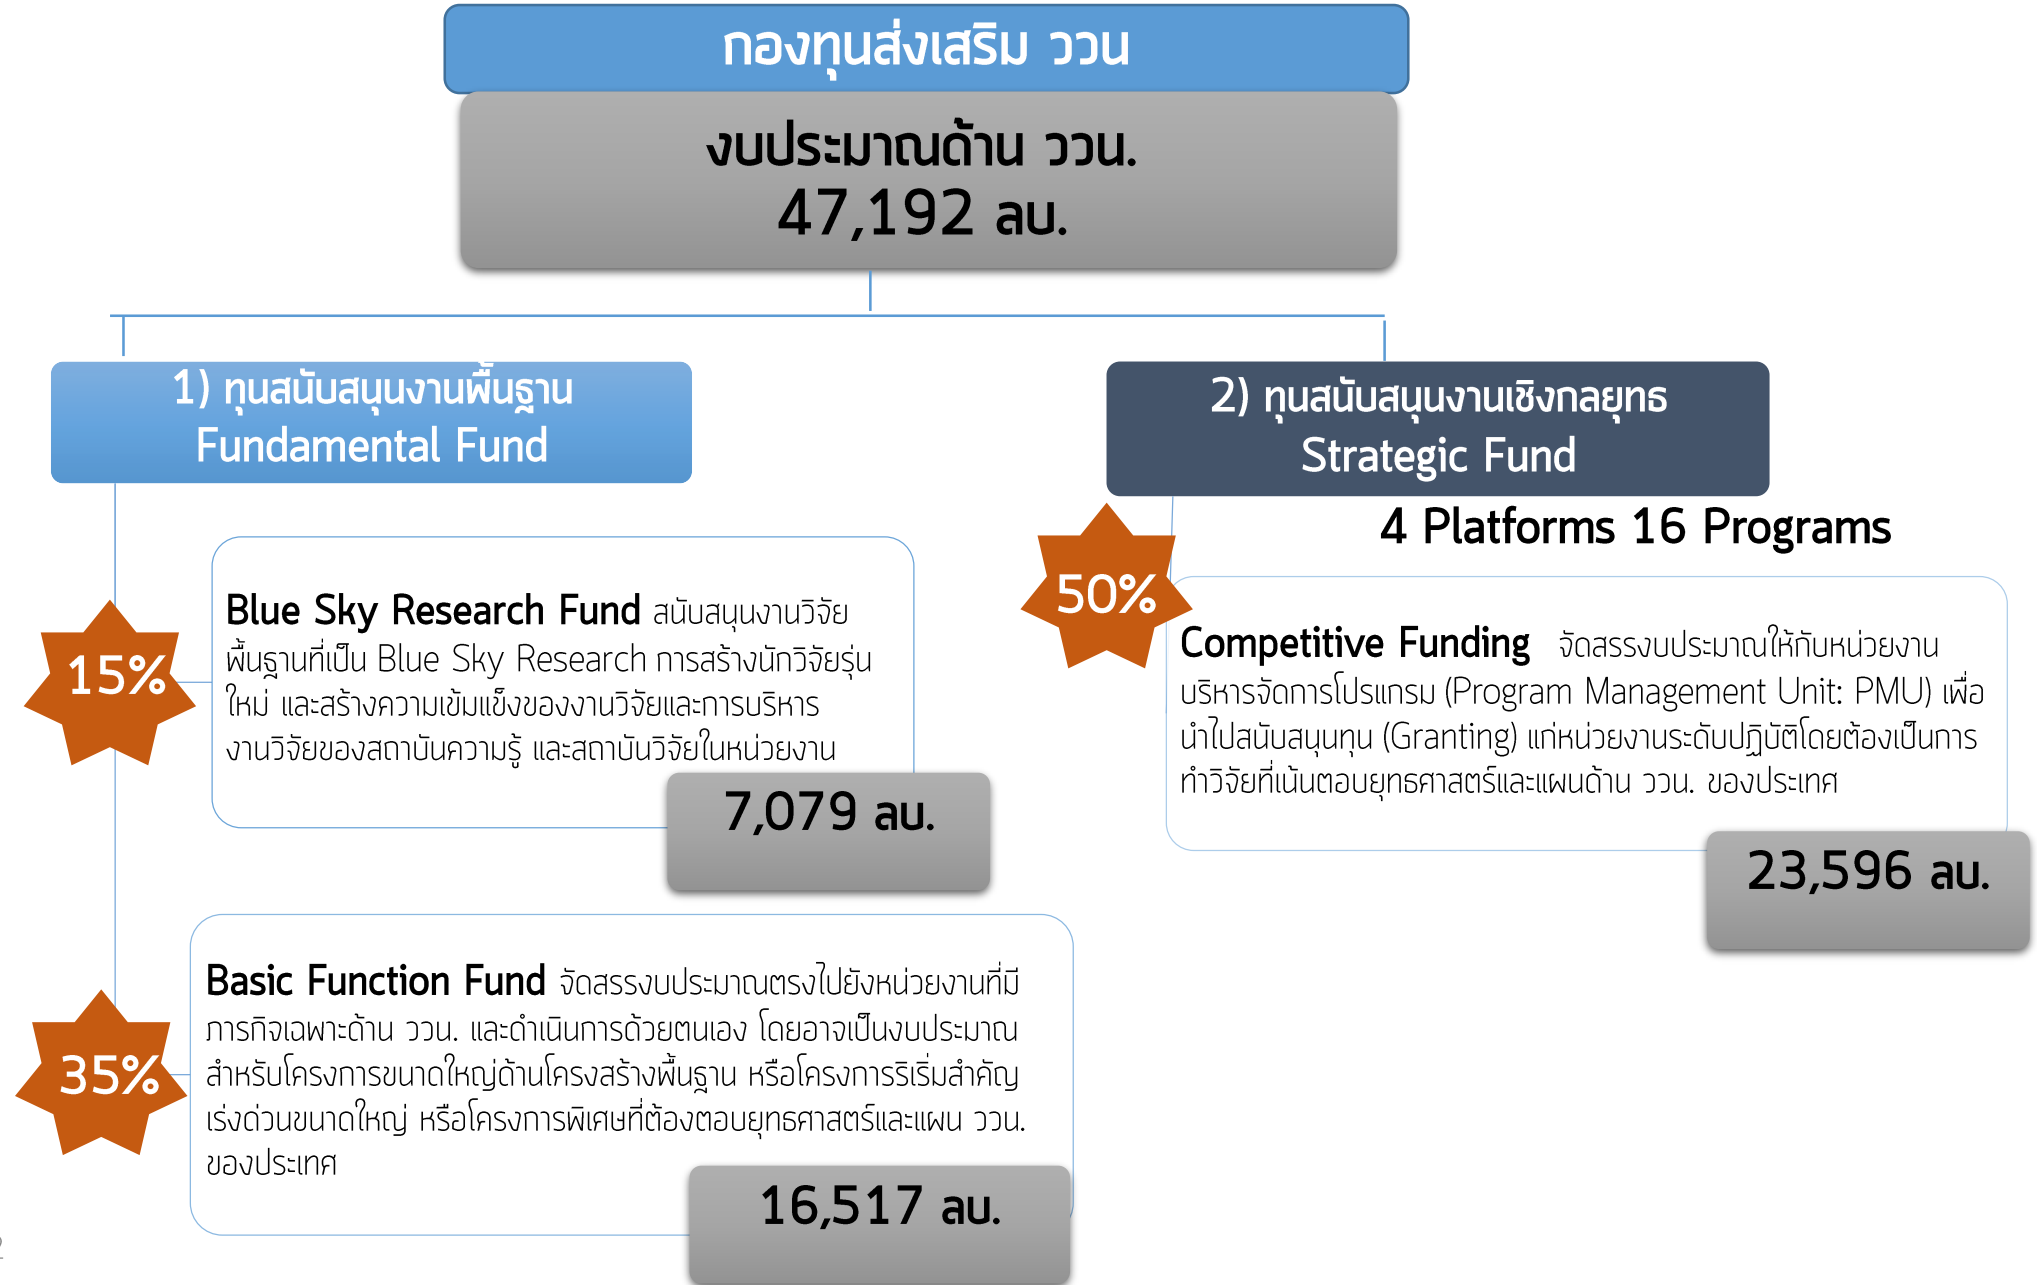 กองทุนส่งเสริม ววน
งบประมาณด้าน ววน.
47,192 ลบ.
1) ทุนสนับสนุนงานพื้นฐาน
Fundamental Fund
2) ทุนสนับสนุนงานเชิงกลยุทธ
Strategic Fund
4 Platforms 16 Programs
15%
Blue Sky Research Fund สนับสนุนงานวิจัย
พื้นฐานที่เป็น Blue Sky Research การสร้างนักวิจัยรุ่น
ใหม่ และสร้างความเข้มแข็งของงานวิจัยและการบริหาร
งานวิจัยของสถาบันความรู้ และสถาบันวิจัยในหน่วยงาน
7,079 ลบ.
35%
Basic Function Fund จัดสรรงบประมาณตรงไปยังหน่วยงานที่มี
ภารกิจเฉพาะด้าน ววน. และดำเนินการด้วยตนเอง โดยอาจเป็นงบประมาณ
สำหรับโครงการขนาดใหญ่ด้านโครงสร้างพื้นฐาน หรือโครงการริเริ่มสำคัญ
เร่งด่วนขนาดใหญ่ หรือโครงการพิเศษที่ต้องตอบยุทธศาสตร์และแผน ววน.
ของประเทศ
16,517 ลบ.
50%
Competitive Funding จัดสรรงบประมาณให้กับหน่วยงาน
บริหารจัดการโปรแกรม (Program Management Unit: PMU) เพื่อ
นำไปสนับสนุนทุน (Granting) แก่หน่วยงานระดับปฏิบัติโดยต้องเป็นการ
ทำวิจัยที่เน้นตอบยุทธศาสตร์และแผนด้าน ววน. ของประเทศ
23,596 ลบ.